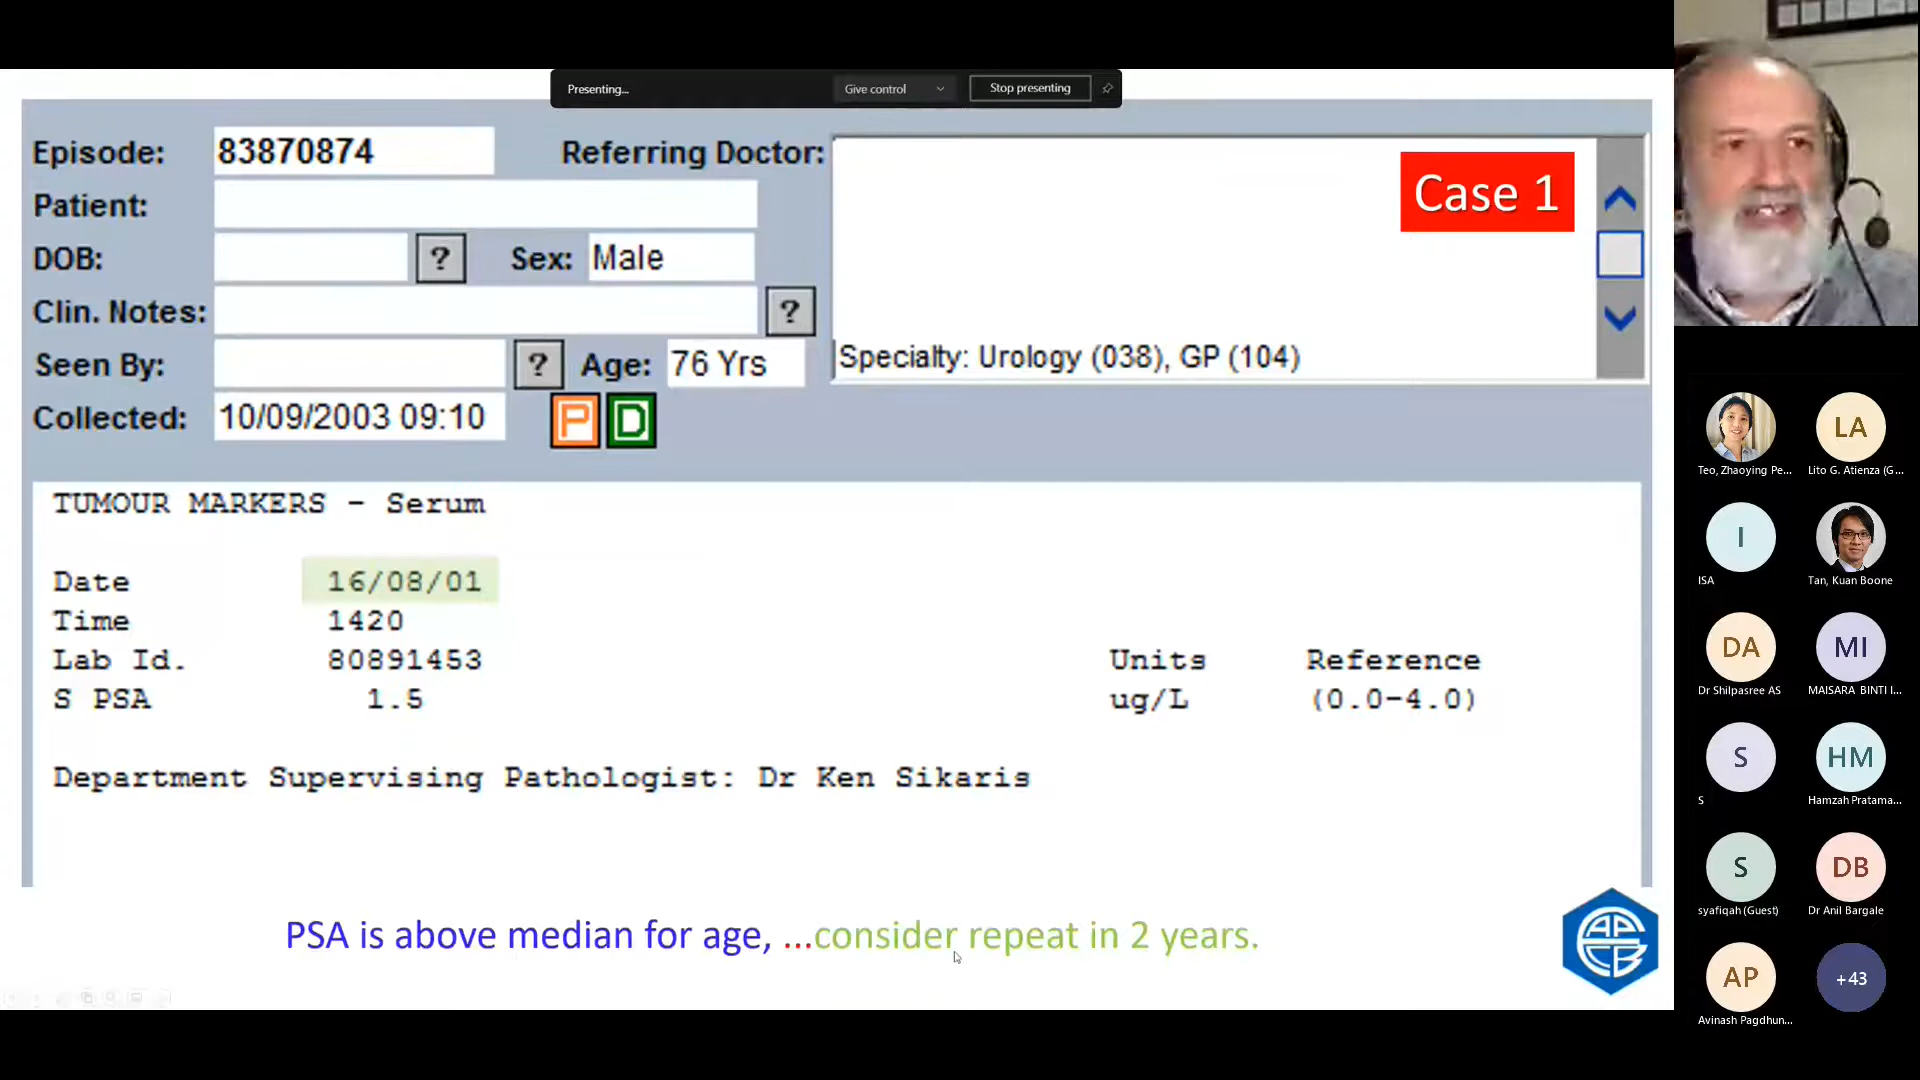 Presenting...
Give control
Stop presenting
Episode: 83870874 Referring Doctor:
Case 1
Patient:
DOB: ? Sex: Male
Clin. Notes: ?
Seen By: ? Age: 76 Yrs
Specialty: Urology (038), GP (104)
Collected: 10/09/2003 09:10 P D
TUMOUR MARKERS - Serum
Date 16/08/01
Time 1420
Lab Id. 80891453 Units Reference
S PSA 1.5 ug/L (0.0-4.0)
Department Supervising Pathologist: Dr Ken Sikaris
PSA is above median for age, ...consider repeat in 2 years.
APFCB
LA
Teo, Zhaoying Pe... Lito G. Atienza (G...
I
ISA Tan, Kuan Boone
DA MI
Dr Shilpasree AS MAISARA BINTI I...
S HM
S Hamzah Pratama...
S DB
syafiqah (Guest) Dr Anil Bargale
AP +43
Avinash Pagdhun...